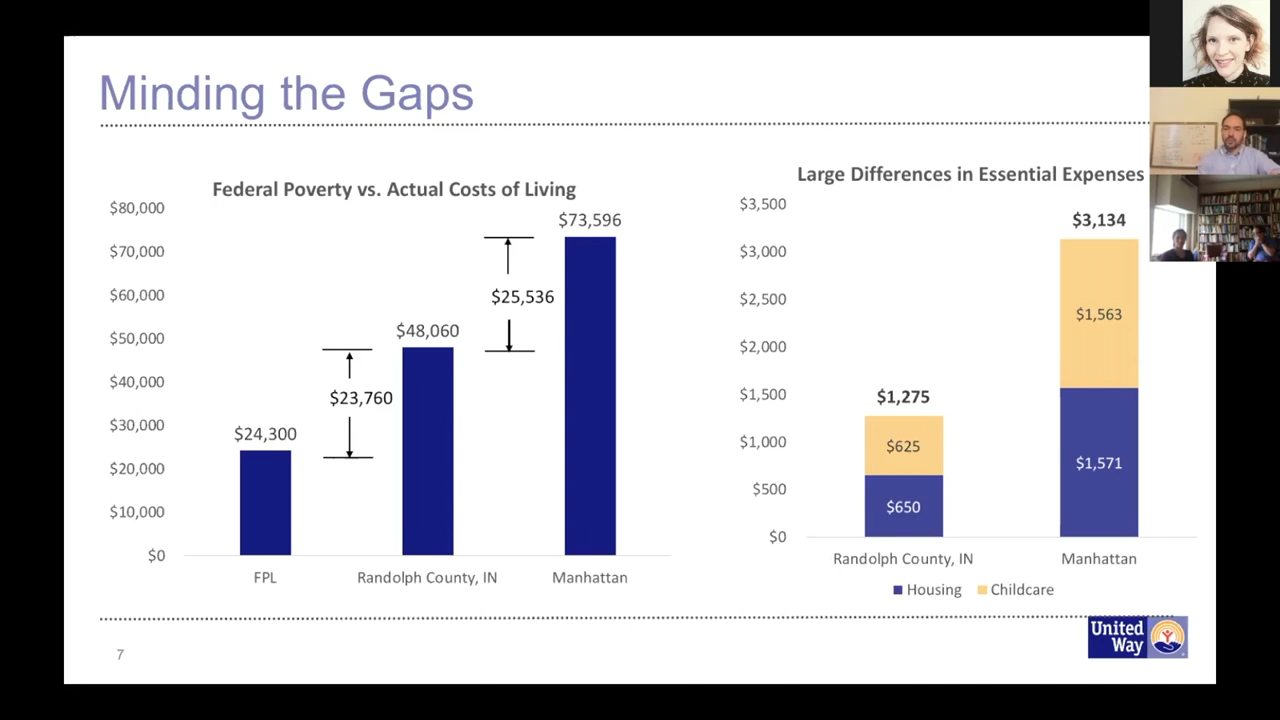 Minding the Gaps
Federal Poverty vs. Actual Costs of Living
$80,000
$70,000
$60,000
$50,000
$40,000
$30,000
$20,000
$10,000
$0
$24,300
$23,760
$48,060
$25,536
$73,596
FPL
Randolph County, IN
Manhattan
Large Differences in Essential Expenses
$3,500
$3,000
$2,500
$2,000
$1,500
$1,000
$500
$0
$1,275
$625
$650
$3,134
$1,563
$1,571
Randolph County, IN
Manhattan
Housing
Childcare
7
United
Way